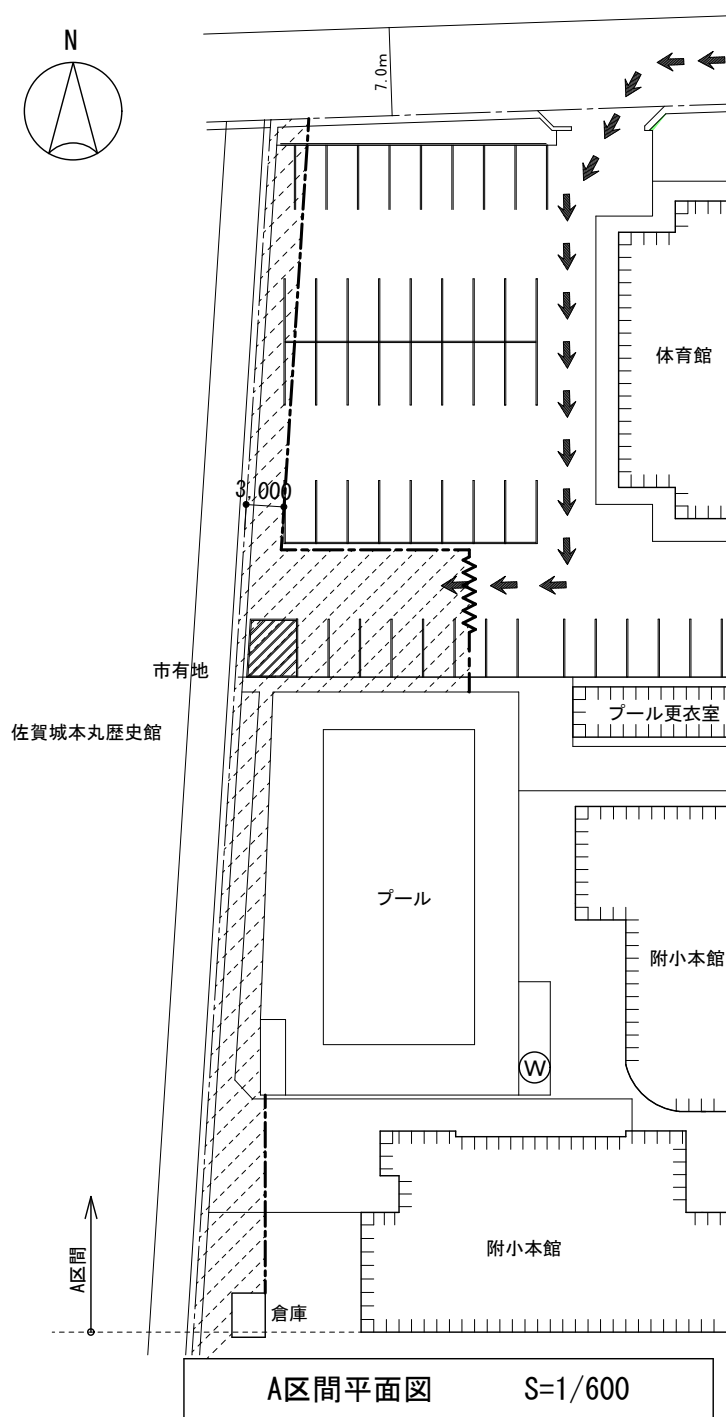 N
7.0m
体育館
3,000
市有地
プール更衣室
佐賀城本丸歴史館
プール
附小本館
W
A区間
附小本館
倉庫
A区間平面図 S=1/600